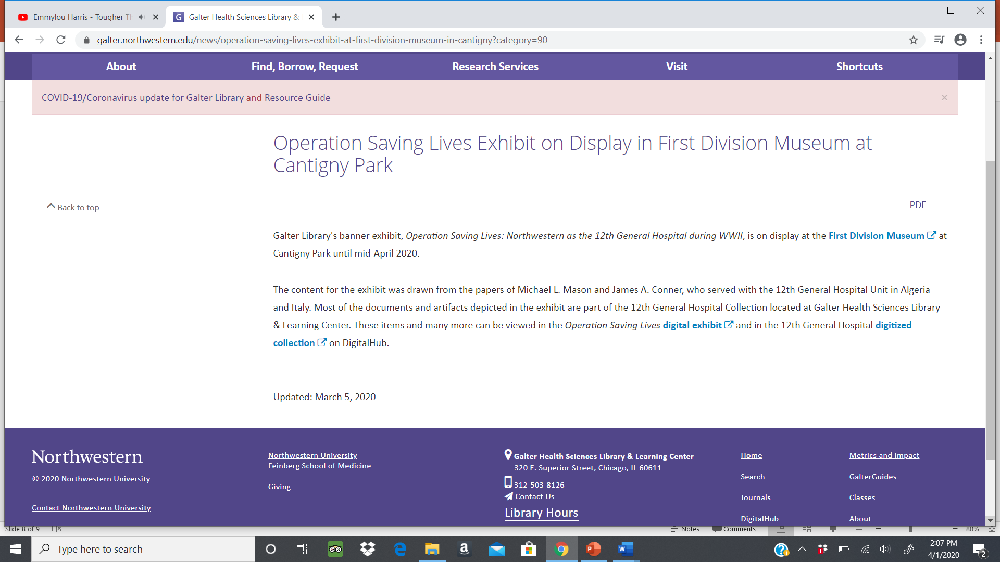 Emmylou Harris - Tougher Th
Galter Health Sciences Library &
galter.northwestern.edu/news/operation-saving-lives-exhibit-at-first-division-museum-in-cantigny?category=90
About Find, Borrow, Request Research Services Visit Shortcuts
COVID-19/Coronavirus update for Galter Library and Resource Guide ×
Operation Saving Lives Exhibit on Display in First Division Museum at
Cantigny Park
Back to top
PDF
Galter Library's banner exhibit, Operation Saving Lives: Northwestern as the 12th General Hospital during WWII, is on display at the First Division Museum at
Cantigny Park until mid-April 2020.
The content for the exhibit was drawn from the papers of Michael L. Mason and James A. Conner, who served with the 12th General Hospital Unit in Algeria
and Italy. Most of the documents and artifacts depicted in the exhibit are part of the 12th General Hospital Collection located at Galter Health Sciences Library
& Learning Center. These items and many more can be viewed in the Operation Saving Lives digital exhibit and in the 12th General Hospital digitized
collection on DigitalHub.
Updated: March 5, 2020
Northwestern
© 2020 Northwestern University
Contact Northwestern University
Northwestern University
Feinberg School of Medicine
Giving
Galter Health Sciences Library & Learning Center
320 E. Superior Street, Chicago, IL 60611
312-503-8126
Contact Us
Library Hours
Home
Search
Journals
DigitalHub
Metrics and Impact
GalterGuides
Classes
About
Slide 8 of 9
Notes Comments 80%
Type here to search
2:07 PM
4/1/2020
2